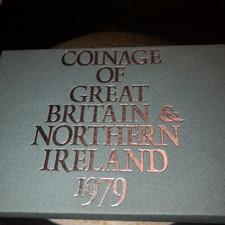 COINAGE
OF
GREAT
BRITAIN &
NORTHERN
IRELAND
1979